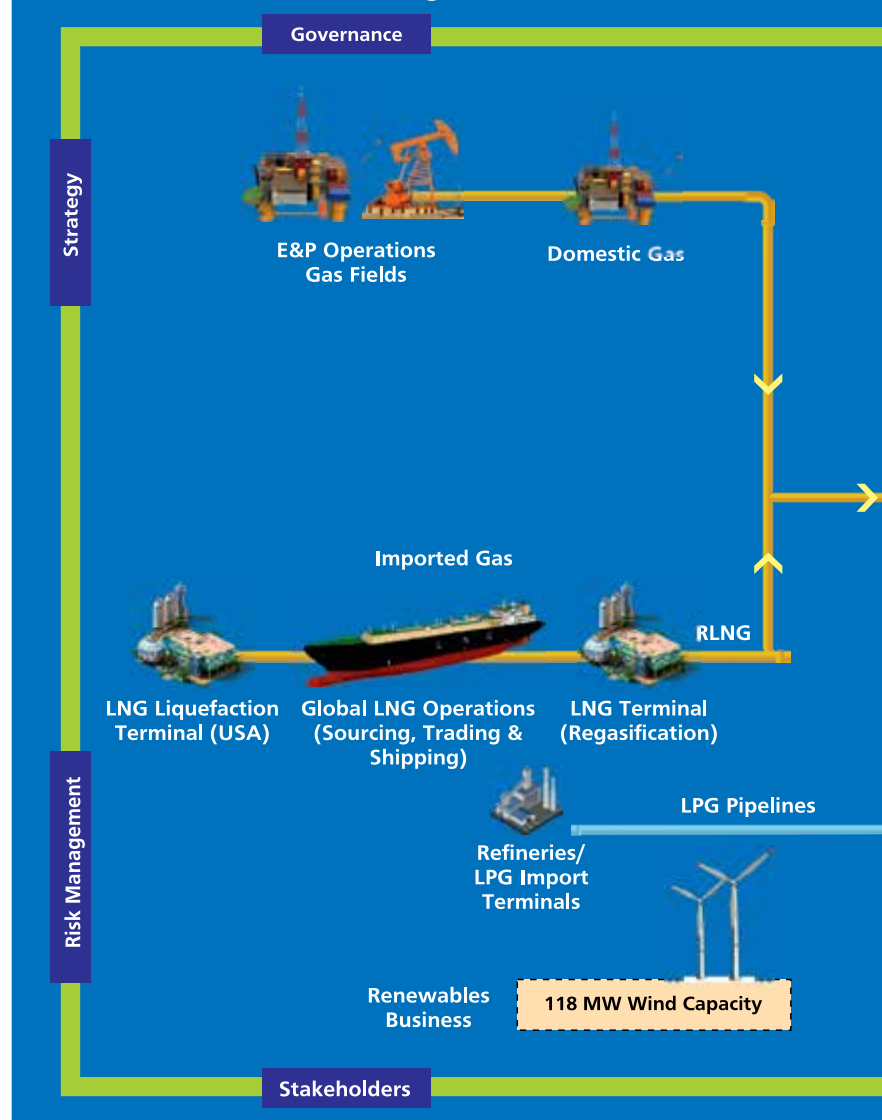 Governance
Strategy
E&P Operations
Gas Fields
Domestic Gas
Imported Gas
RLNG
LNG Liquefaction
Terminal (USA)
Global LNG Operations
(Sourcing, Trading &
Shipping)
LNG Terminal
(Regasification)
Risk Management
LPG Pipelines
Refineries/
LPG Import
Terminals
Renewables
Business
118 MW Wind Capacity
Stakeholders